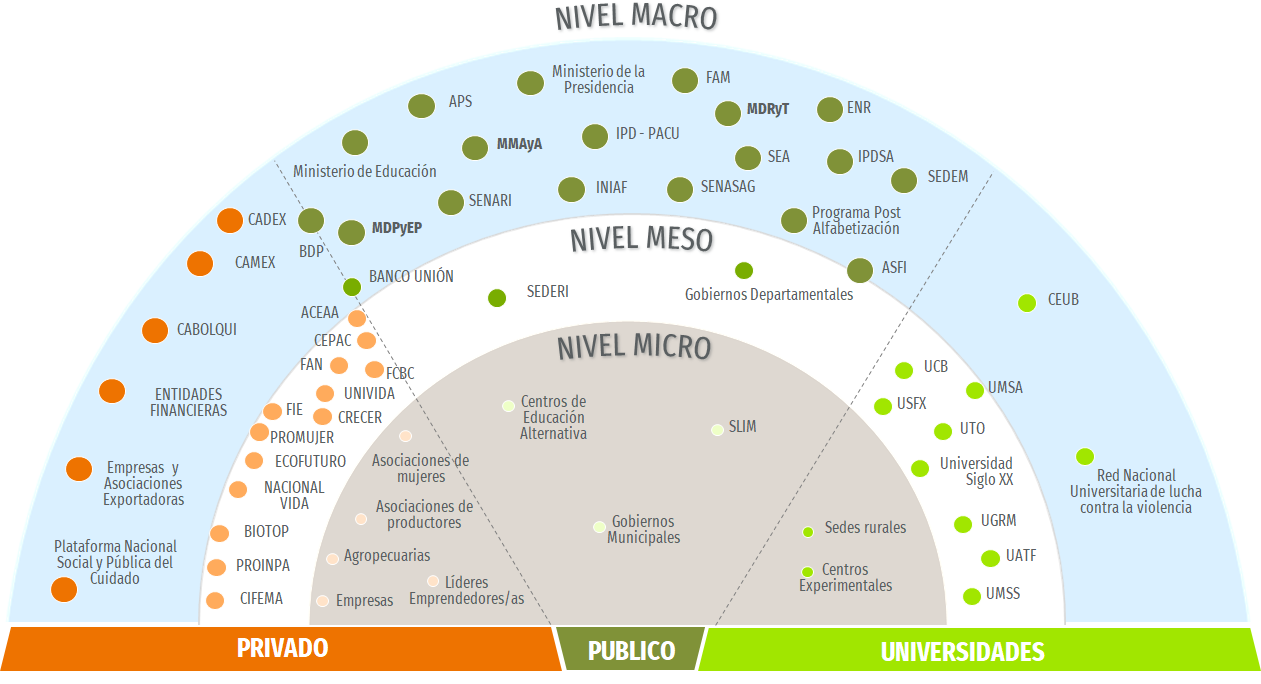 NIVEL MACRO
Ministerio de la
Presidencia
FAM
APS
MDRyT
ENR
IPD - PACU
MMAyA
SEA
IPDSA
Ministerio de Educación
SEDEM
INIAF
SENASAG
SENARI
Programa Post
Alfabetización
CADEX
BDP
MDPyEP
CAMEX
ASFI
BANCO UNIÓN
NIVEL MESO
SEDERI
Gobiernos Departamentales
CEUB
ACEAA
CABOLQUI
CEPAC
FAN
FCBC
NIVEL MICRO
UCB
UNIVIDA
UMSA
ENTIDADES
FINANCIERAS
FIE
CRECER
USFX
Centros de
Educación
Alternativa
SLIM
UTO
PROMUJER
ECOFUTURO
Asociaciones de
mujeres
Universidad
Siglo XX
Empresas y
Asociaciones
Exportadoras
NACIONAL
VIDA
Red Nacional
Universitaria de lucha
contra la violencia
Asociaciones de
productores
BIOTOP
Gobiernos
Municipales
Sedes rurales
UGRM
Plataforma Nacional
Social y Pública del
Cuidado
PROINPA
Agropecuarias
UATF
Centros
Experimentales
CIFEMA
Empresas
Líderes
Emprendedores/as
UMSS
PRIVADO
PUBLICO
UNIVERSIDADES